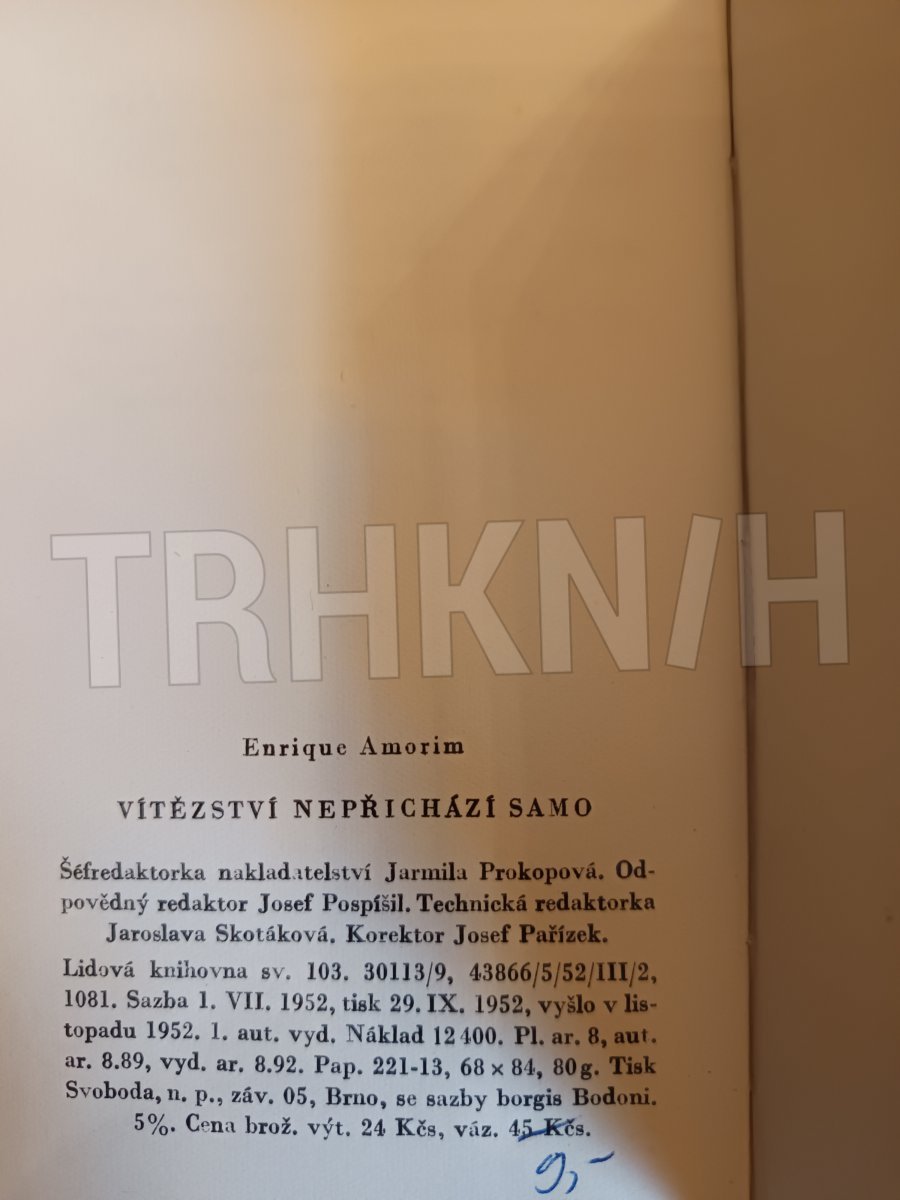 TRHKNIH
Enrique Amorim
VÍTĚZSTVÍ NEPŘICHÁZÍ SAMO
Šéfredaktorka nakladatelství Jarmila Prokopová. Od-
povědný redaktor Josef Pospíšil. Technická redaktorka
Jaroslava Skotáková. Korektor Josef Pařízek.
Lidová knihovna sv. 103. 30113/9, 43866/5/52/III/2,
1081. Sazba 1. VII. 1952, tisk 29. IX. 1952, vyšlo v lis-
topadu 1952. 1. aut. vyd. Náklad 12 400. Pl. ar. 8, aut.
ar. 8.89, vyd. ar. 8.92. Pap. 221-13, 68 × 84, 80 g. Tisk
Svoboda, n. p., záv. 05, Brno, se sazby borgis Bodoni.
5%. Cena brož. výt. 24 Kčs, váz. 45 Kčs.
9,-